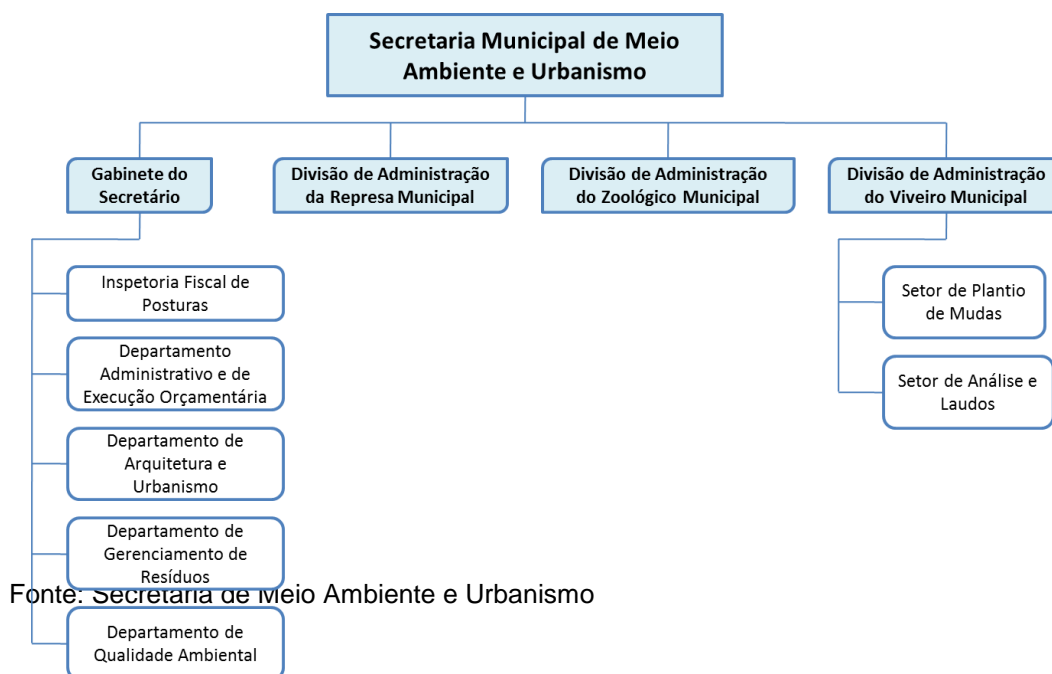 Secretaria Municipal de Meio
Ambiente e Urbanismo
Gabinete do
Secretário
Divisão de Administração
da Represa Municipal
Divisão de Administração
do Zoológico Municipal
Divisão de Administração
do Viveiro Municipal
Inspetoria Fiscal de
Posturas
Departamento
Administrativo e de
Execução Orçamentária
Departamento de
Arquitetura e
Urbanismo
Departamento de
Gerenciamento de
Resíduos
Departamento de
Qualidade Ambiental
Setor de Plantio
de Mudas
Setor de Análise e
Laudos
Fonte: Secretaria de Meio Ambiente e Urbanismo